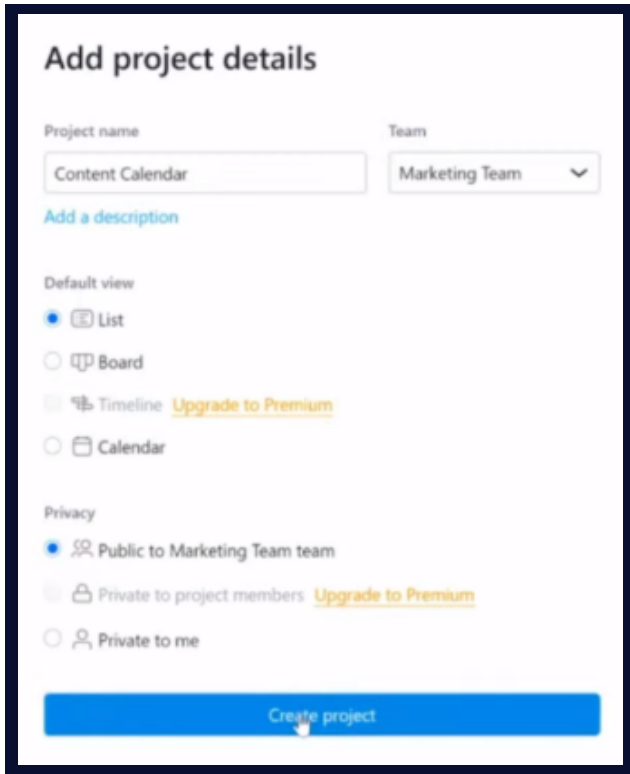 Add project details
Project name
Team
Content Calendar
Marketing Team
Add a description
Default view
List
Board
Timeline Upgrade to Premium
Calendar
Privacy
Public to Marketing Team team
Private to project members Upgrade to Premium
Private to me
Create project